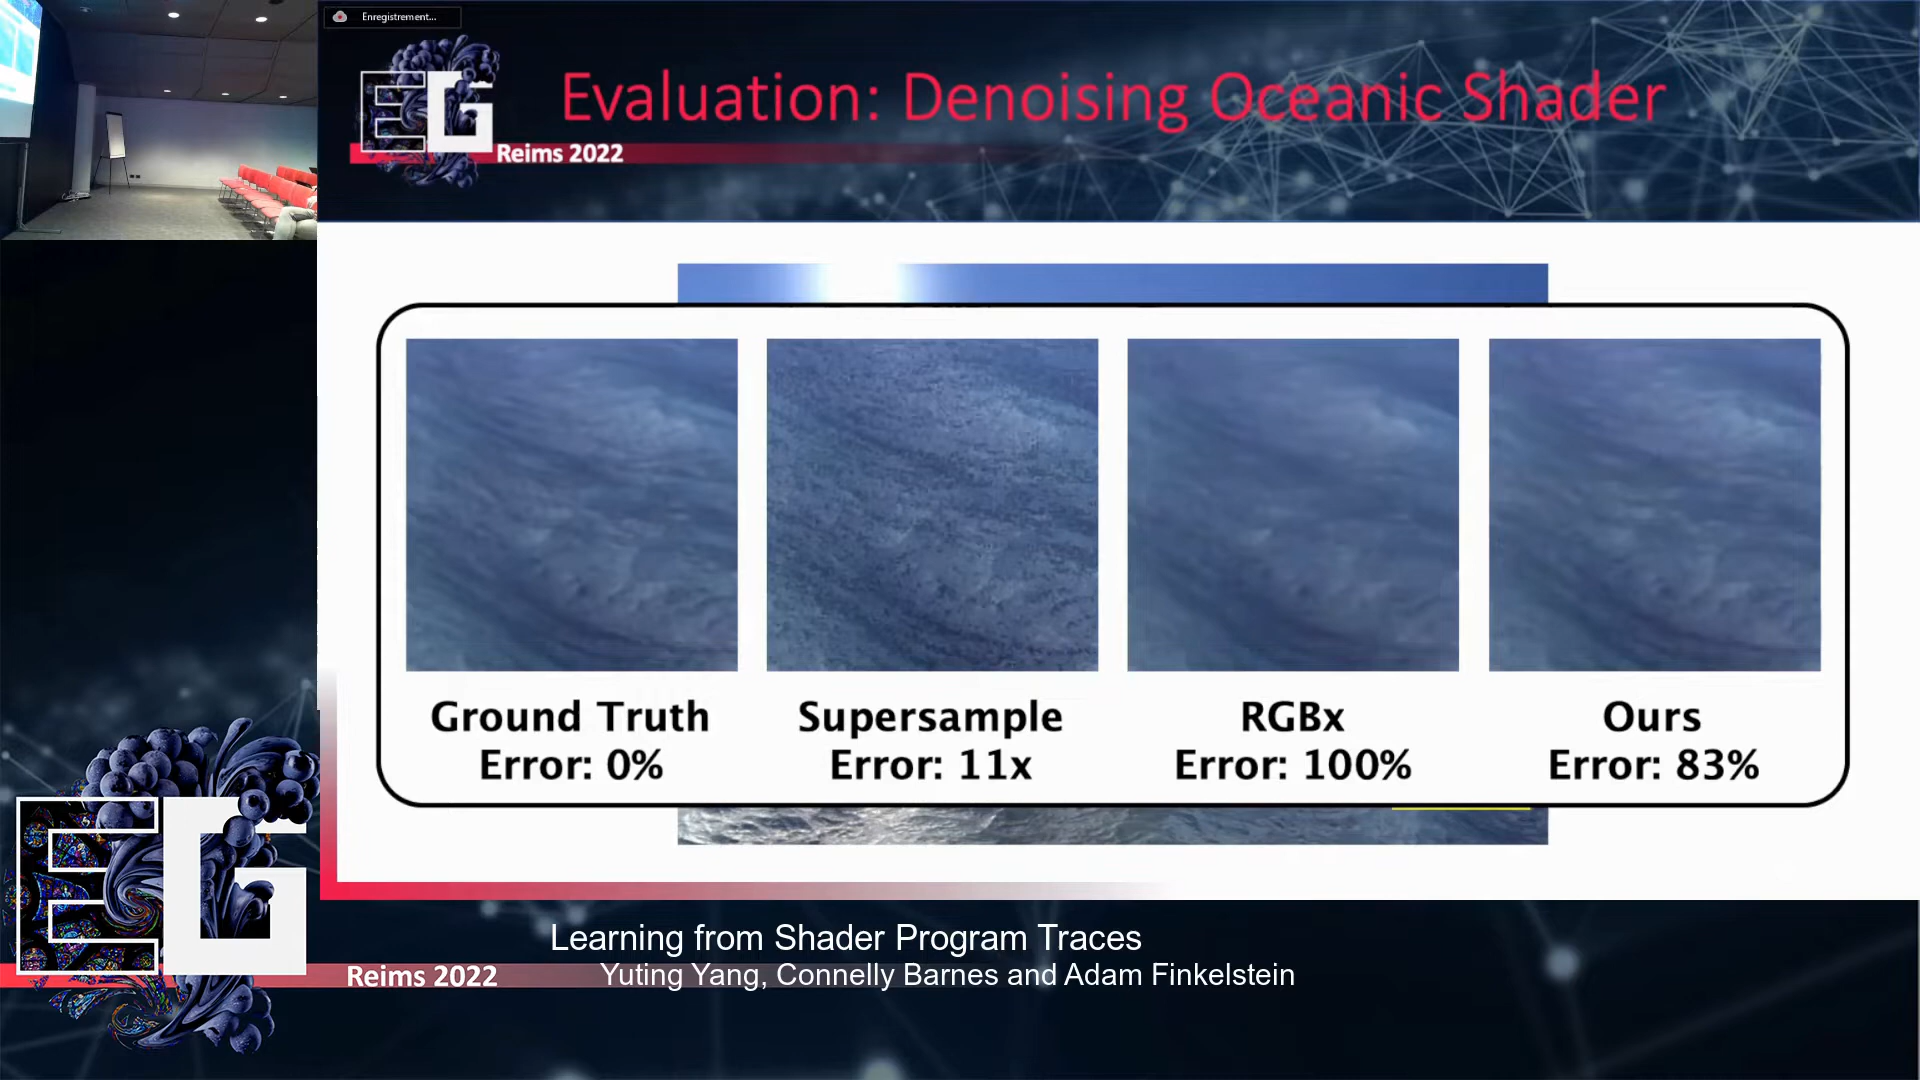 Enregistrement...
EG
Evaluation: Denoising Oceanic Shader
Reims 2022
Ground Truth
Error: 0%
Supersample
Error: 11x
RGBx
Error: 100%
Ours
Error: 83%
EG
Reims 2022
Learning from Shader Program Traces
Yuting Yang, Connelly Barnes and Adam Finkelstein